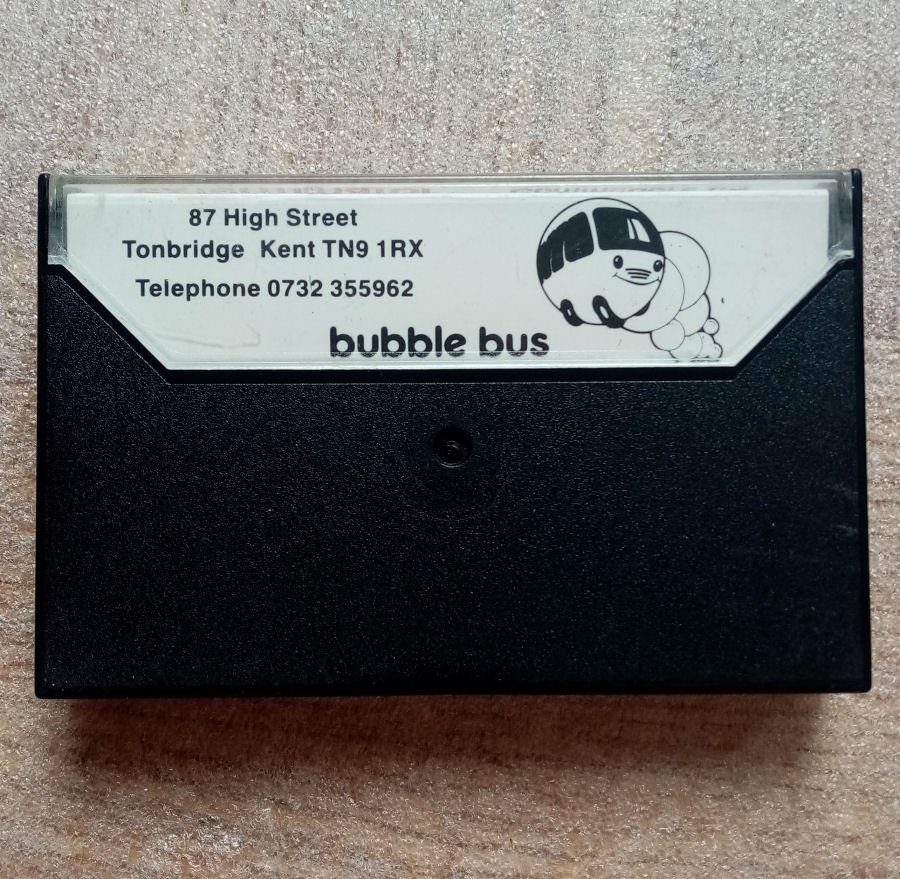 87 High Street
Tonbridge Kent TN9 1RX
Telephone 0732 355962
bubble bus